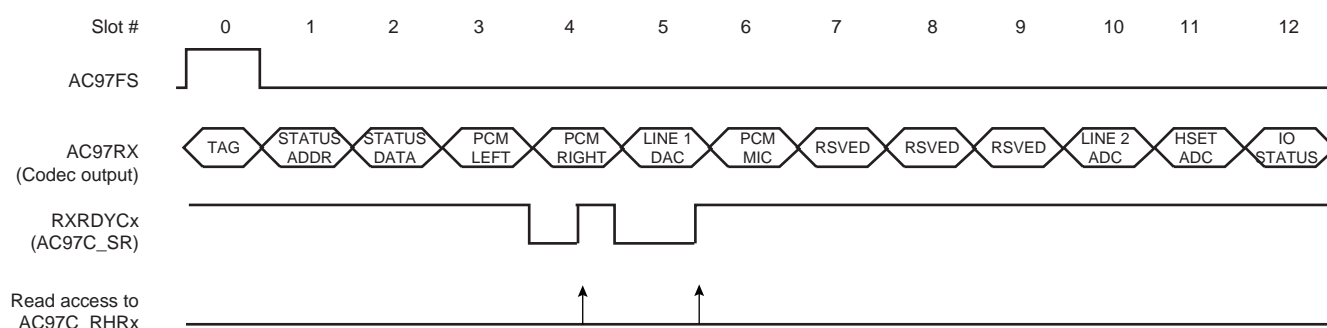 Slot # 0 1 2 3 4 5 6 7 8 9 10 11 12
AC97FS
AC97RX
(Codec output)
TAG
STATUS
ADDR
STATUS
DATA
PCM
LEFT
PCM
RIGHT
LINE 1
DAC
PCM
MIC
RSVED
RSVED
RSVED
LINE 2
ADC
HSET
ADC
IO
STATUS
RXRDYCx
(AC97C_SR)
Read access to
AC97C_RHRx